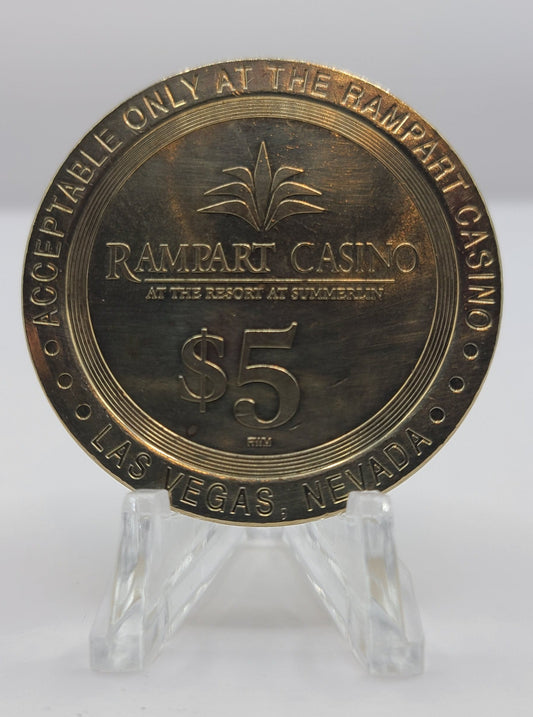 ACCEPTABLE ONLY AT THE RAMPART CASINO
RAMPART CASINO
AT THE RESORT AT SUMMERLIN
$5
LAS VEGAS, NEVADA